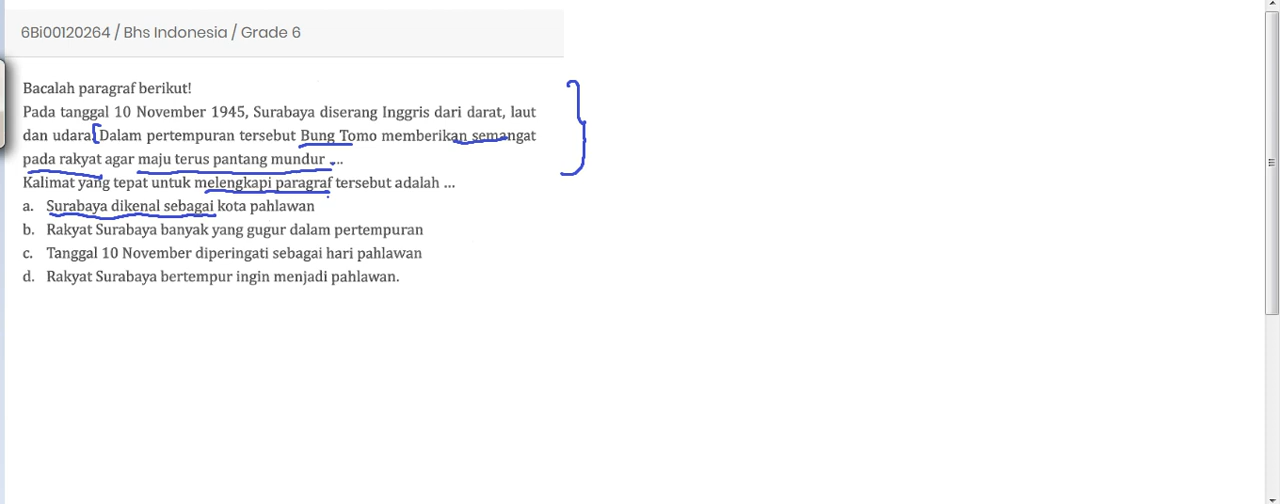 6Bi00120264 / Bhs Indonesia / Grade 6
Bacalah paragraf berikut!
Pada tanggal 10 November 1945, Surabaya diserang Inggris dari darat, laut
dan udara. Dalam pertempuran tersebut Bung Tomo memberikan semangat
pada rakyat agar maju terus pantang mundur ....
Kalimat yang tepat untuk melengkapi paragraf tersebut adalah ...
a. Surabaya dikenal sebagai kota pahlawan
b. Rakyat Surabaya banyak yang gugur dalam pertempuran
c. Tanggal 10 November diperingati sebagai hari pahlawan
d. Rakyat Surabaya bertempur ingin menjadi pahlawan.